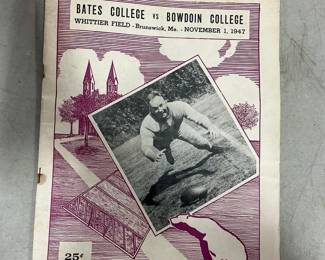 BATES COLLEGE vs BOWDOIN COLLEGE
WHITTIER FIELD - Brunswick, Me. - NOVEMBER 1, 1947
25¢